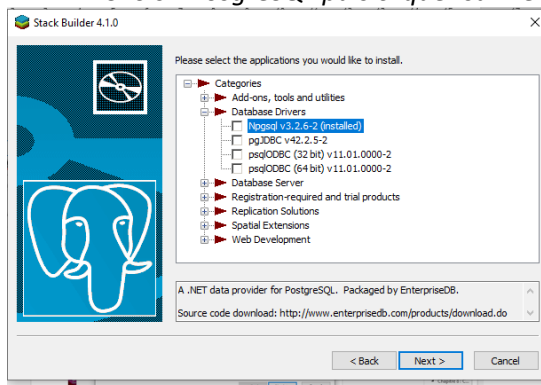 Stack Builder 4.1.0
Please select the applications you would like to install.
Categories
Add-ons, tools and utilities
Database Drivers
Npgsql v3.2.6-2 (installed)
pgJDBC v42.2.5-2
psqlODBC (32 bit) v11.01.0000-2
psqlODBC (64 bit) v11.01.0000-2
Database Server
Registration-required and trial products
Replication Solutions
Spatial Extensions
Web Development
A .NET data provider for PostgreSQL. Packaged by EnterpriseDB.
Source code download: http://www.enterprisedb.com/products/download.do
< Back
Next >
Cancel